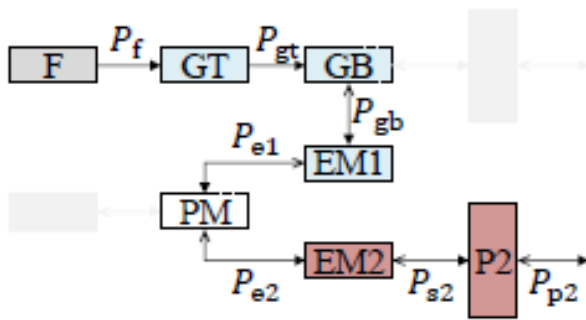 P_f P_gt
F GT GB
P_gb
P_e1
EM1
PM
EM2 P2
P_e2 P_s2 P_p2